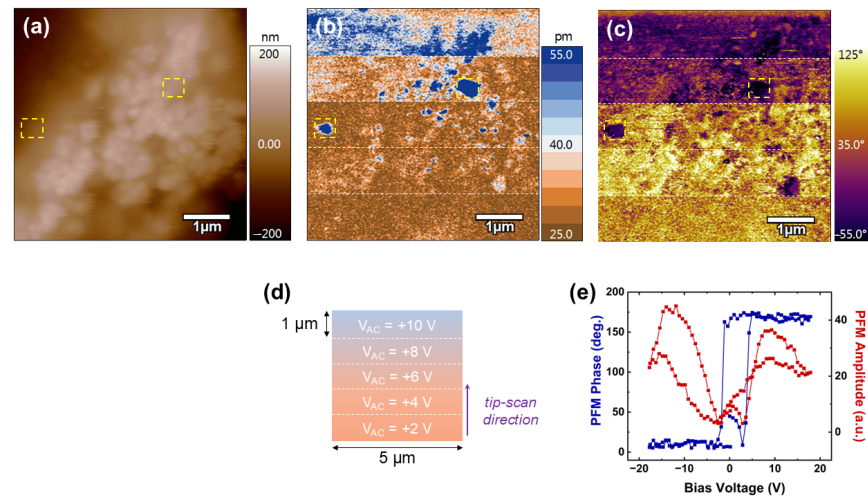 (a)
nm
200
0.00
−200
1μm
(b)
pm
55.0
40.0
25.0
1μm
(c)
125°
35.0°
−55.0°
1μm
(d)
1 μm
V_AC = +10 V
V_AC = +8 V
V_AC = +6 V
V_AC = +4 V
V_AC = +2 V
tip-scan
direction
5 μm
(e)
PFM Phase (deg.)
200
150
100
50
0
−20
−10
0
10
20
Bias Voltage (V)
40
20
0
PFM Amplitude (a.u.)